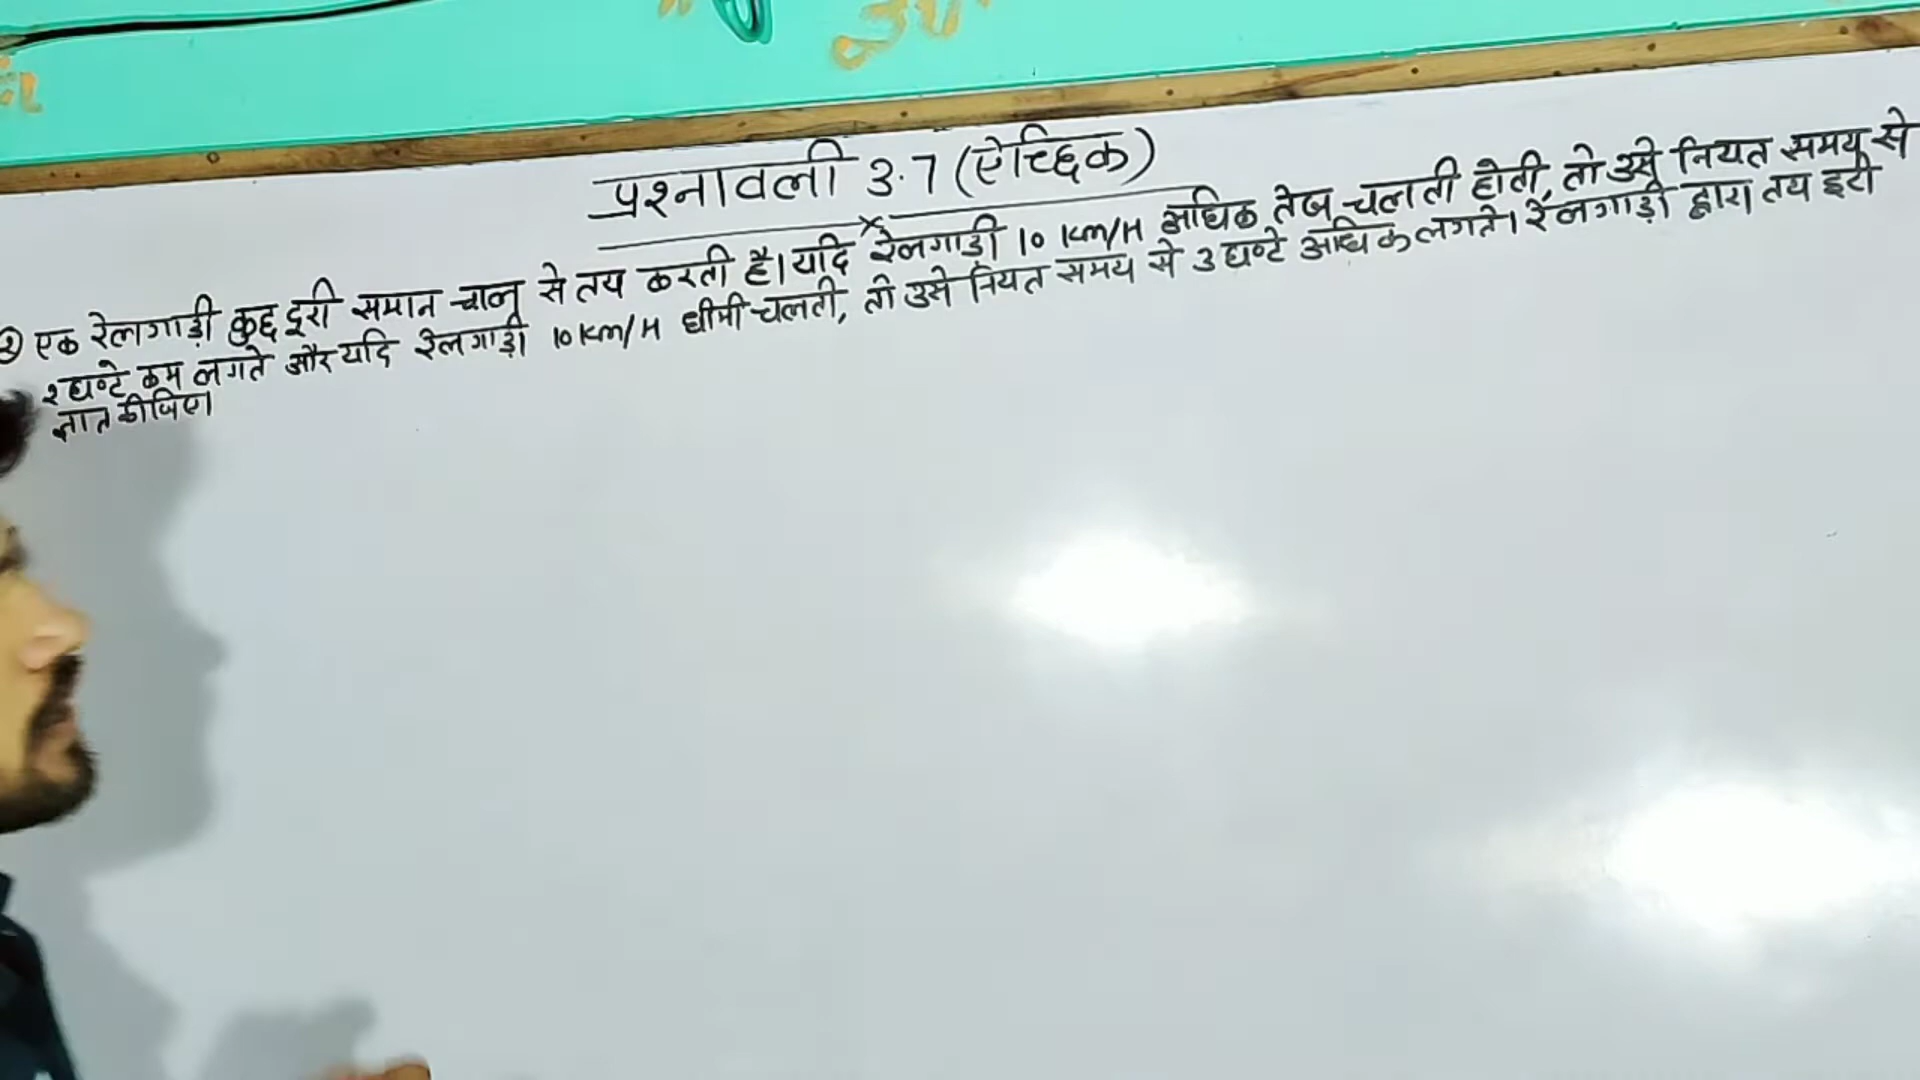 प्रश्नावली 3.7 (ऐच्छिक)
एक रेलगाड़ी कुछ दूरी समान चाल से तय करती है। यदि रेलगाड़ी 10 km/H अधिक तेज चलती होती, तो उसे नियत समय से
२ घण्टे कम लगते और यदि रेलगाड़ी 10 km/H धीमी चलती, तो उसे नियत समय से 3 घण्टे अधिक लगते। रेलगाड़ी द्वारा तय दूरी
ज्ञात कीजिए।